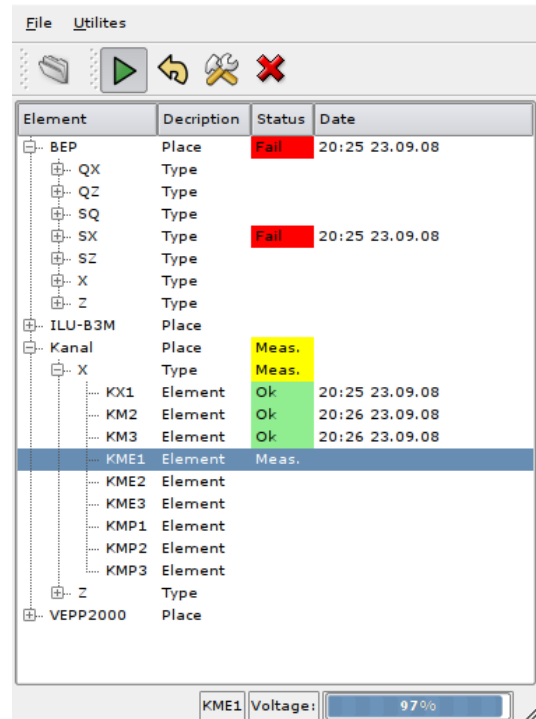 File Utilites
Element Decription Status Date
BEP Place Fail 20:25 23.09.08
QX Type
QZ Type
SQ Type
SX Type Fail 20:25 23.09.08
SZ Type
X Type
Z Type
ILU-B3M Place
Kanal Place Meas.
X Type Meas.
KX1 Element Ok 20:25 23.09.08
KM2 Element Ok 20:26 23.09.08
KM3 Element Ok 20:26 23.09.08
KME1 Element Meas.
KME2 Element
KME3 Element
KMP1 Element
KMP2 Element
KMP3 Element
Z Type
VEPP2000 Place
KME1 Voltage: 97%